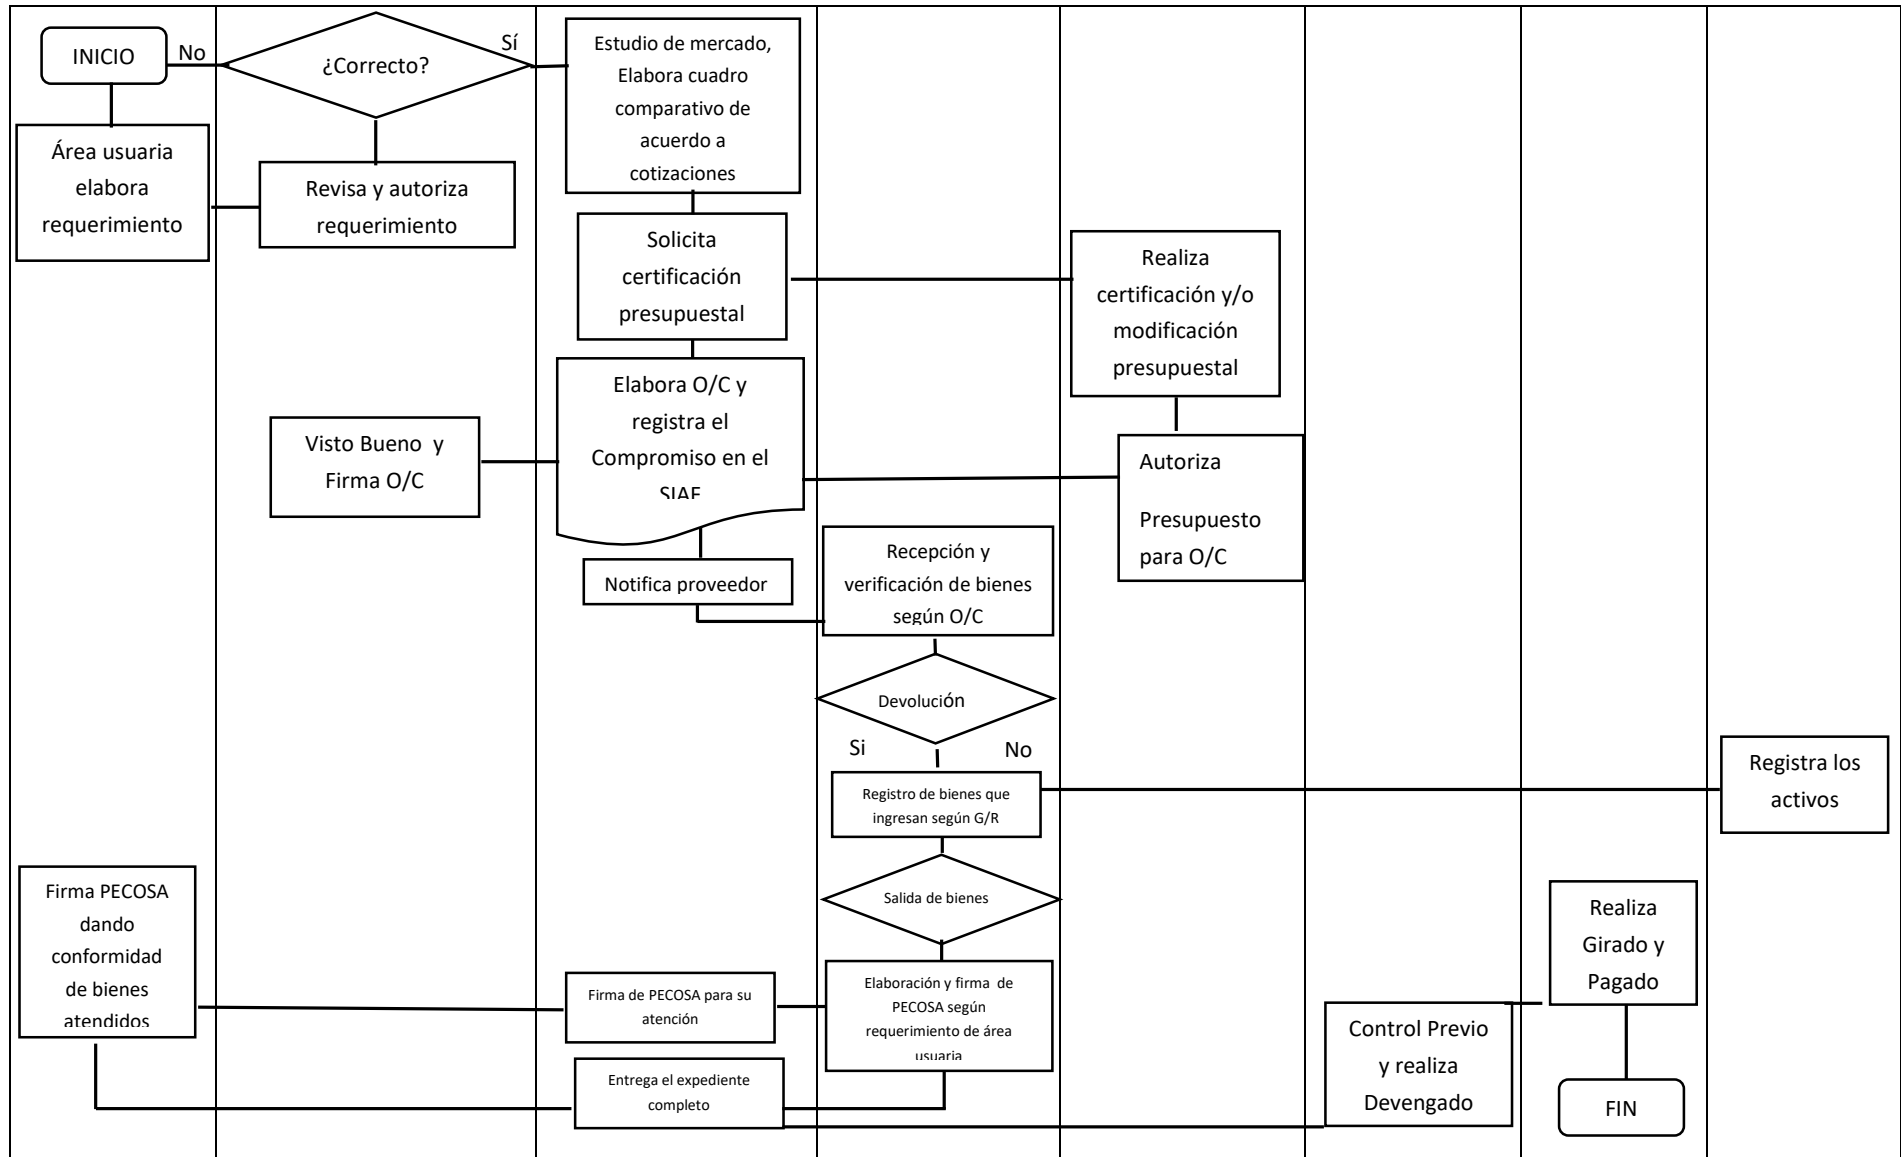 INICIO
No
¿Correcto?
Sí
Estudio de mercado,
Elabora cuadro
comparativo de
acuerdo a
cotizaciones
Área usuaria
elabora
requerimiento
Revisa y autoriza
requerimiento
Solicita
certificación
presupuestal
Realiza
certificación y/o
modificación
presupuestal
Elabora O/C y
registra el
Compromiso en el
SIAF
Visto Bueno y
Firma O/C
Autoriza
Presupuesto
para O/C
Notifica proveedor
Recepción y
verificación de bienes
según O/C
Devolución
Si
No
Registro de bienes que
ingresan según G/R
Registra los
activos
Salida de bienes
Firma PECOSA
dando
conformidad
de bienes
atendidos
Firma de PECOSA para su
atención
Elaboración y firma de
PECOSA según
requerimiento de área
usuaria
Entrega el expediente
completo
Control Previo
y realiza
Devengado
Realiza
Girado y
Pagado
FIN